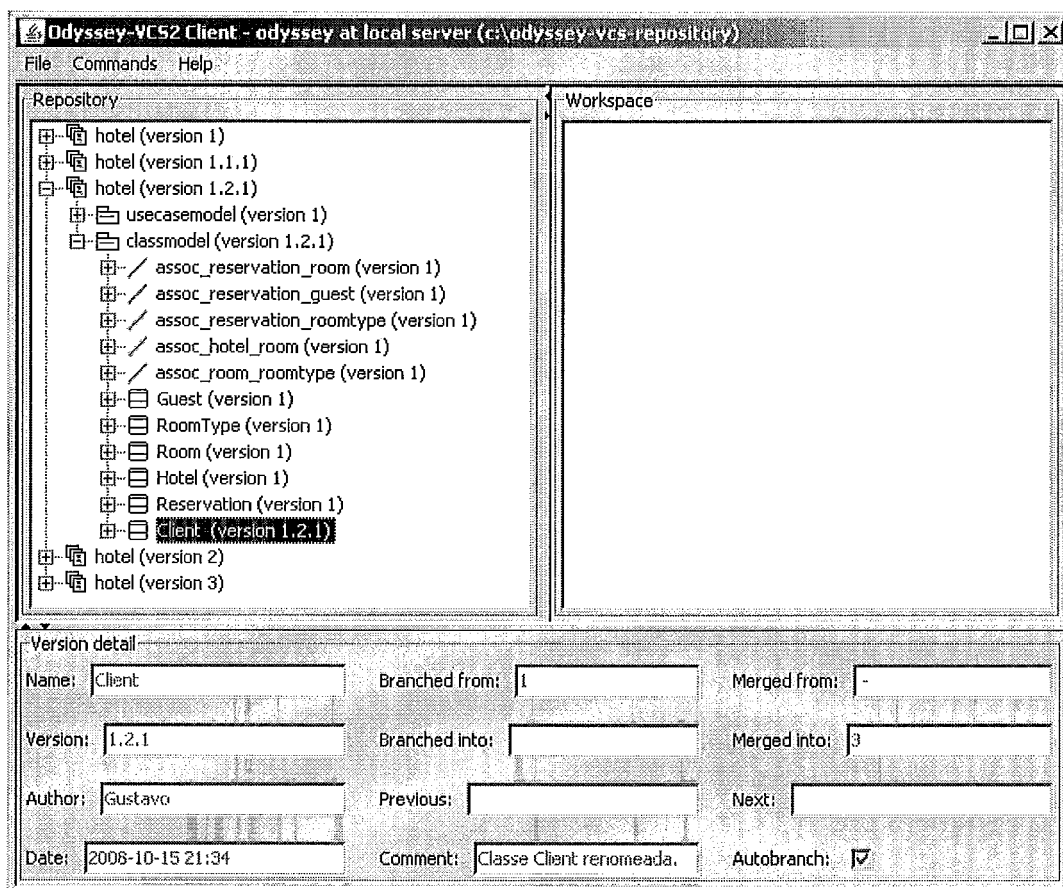 Odyssey-VCS2 Client - odyssey at local server (c:\odyssey-vcs-repository)
File Commands Help
Repository
hotel (version 1)
hotel (version 1.1.1)
hotel (version 1.2.1)
usecasemodel (version 1)
classmodel (version 1.2.1)
assoc_reservation_room (version 1)
assoc_reservation_guest (version 1)
assoc_reservation_roomtype (version 1)
assoc_hotel_room (version 1)
assoc_room_roomtype (version 1)
Guest (version 1)
RoomType (version 1)
Room (version 1)
Hotel (version 1)
Reservation (version 1)
Client (version 1.2.1)
hotel (version 2)
hotel (version 3)
Workspace
Version detail
Name: Client Branched from: 1 Merged from: -
Version: 1.2.1 Branched into: Merged into: 3
Author: Gustavo Previous: Next:
Date: 2008-10-15 21:34 Comment: Classe Client renomeada. Autobranch: